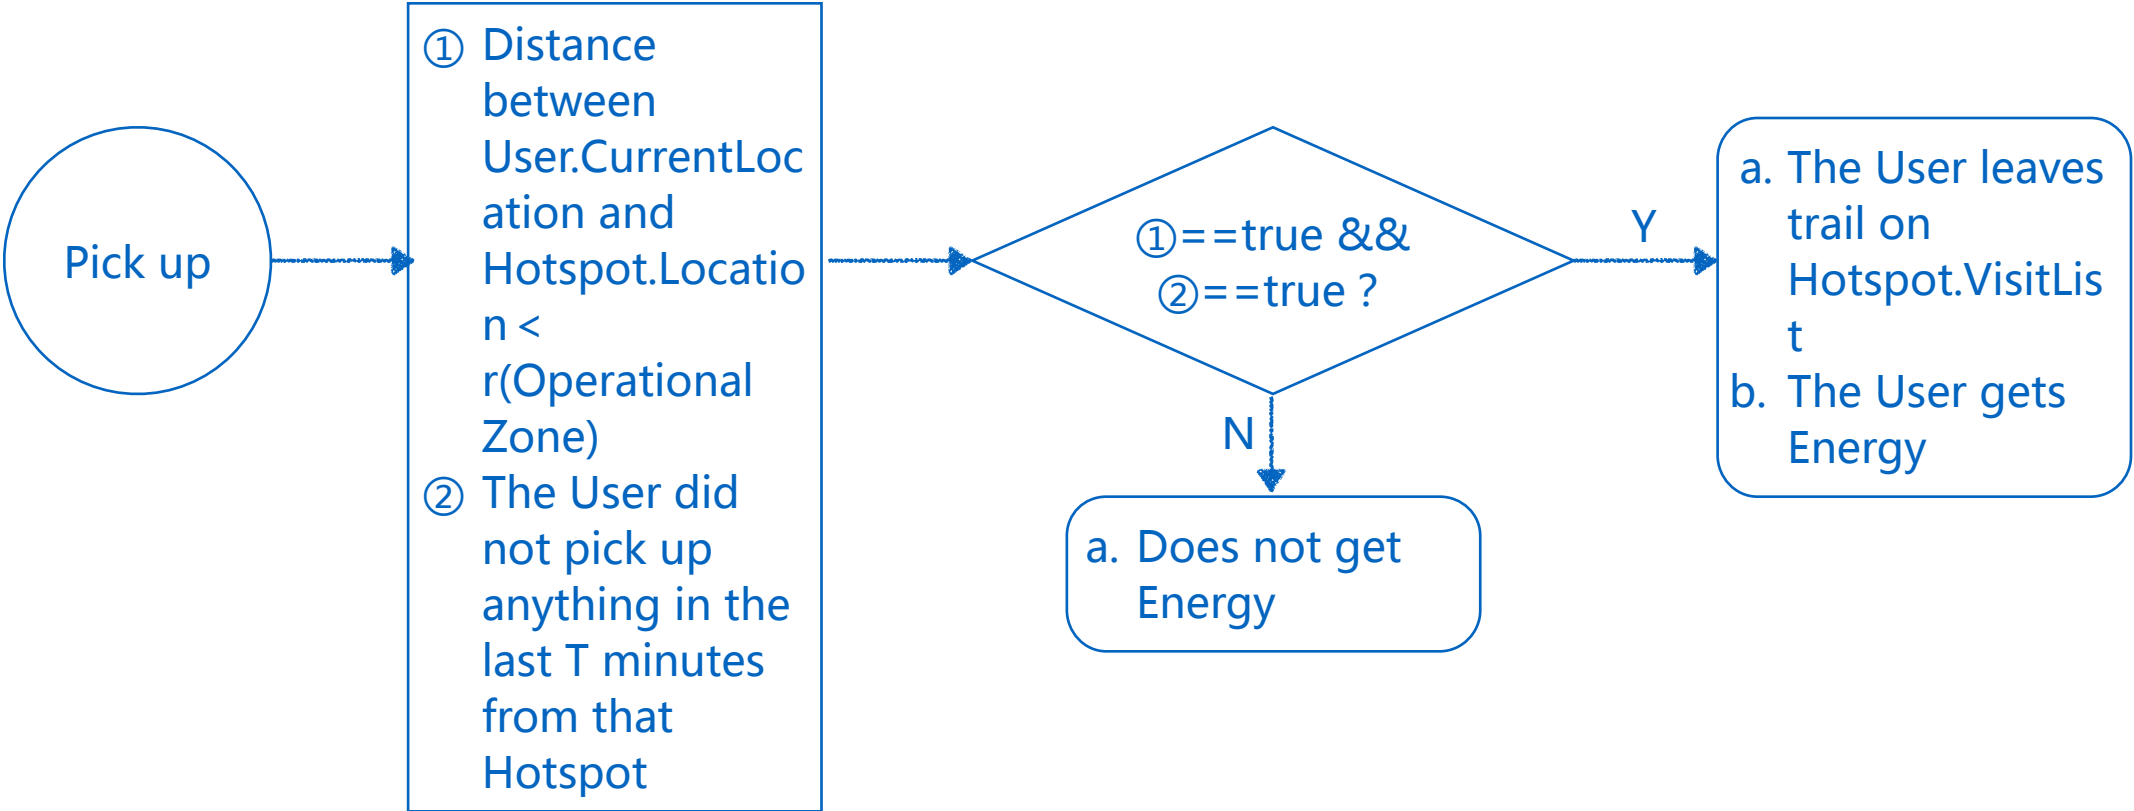 Pick up
① Distance
between
User.CurrentLoc
ation and
Hotspot.Locatio
n <
r(Operational
Zone)
② The User did
not pick up
anything in the
last T minutes
from that
Hotspot
①==true &&
②==true ?
Y
N
a. The User leaves
trail on
Hotspot.VisitLis
t
b. The User gets
Energy
a. Does not get
Energy